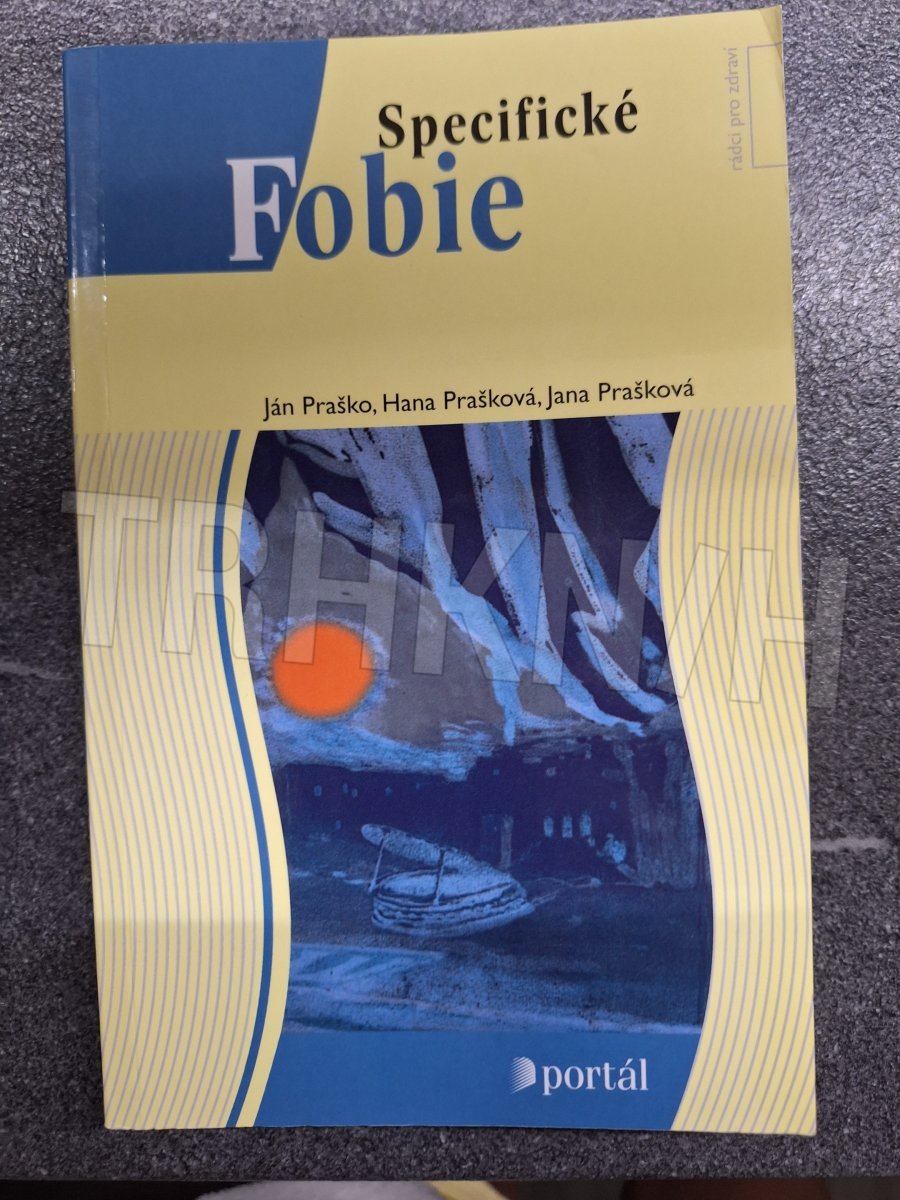 rádci pro zdraví
Specifické
Fobie
Ján Praško, Hana Prašková, Jana Prašková
TRHKNIH
portál